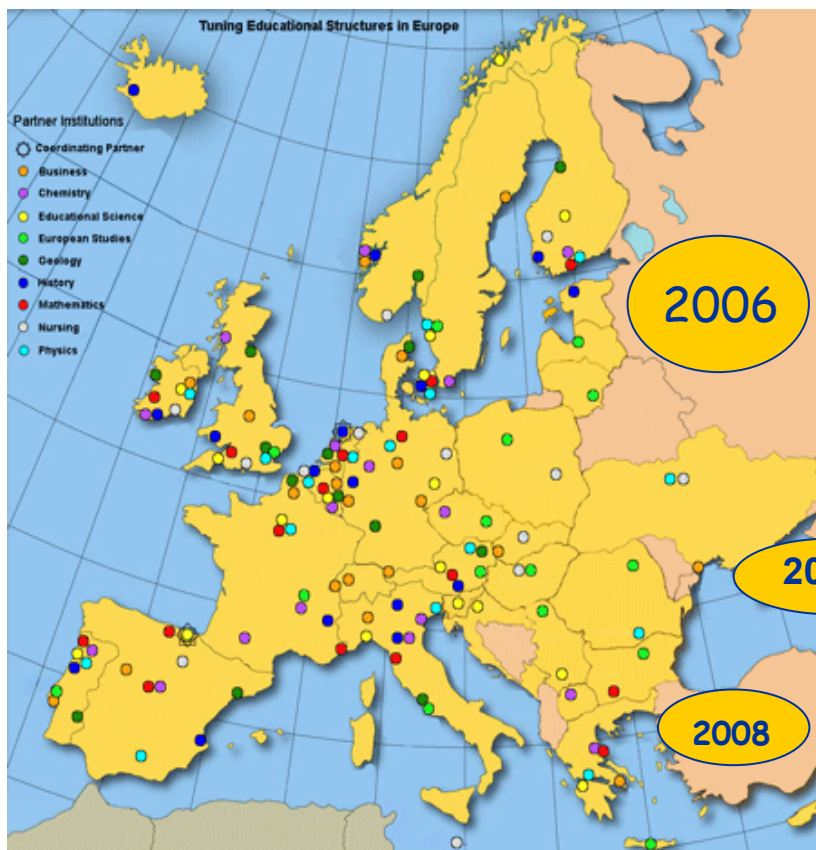 Tuning Educational Structures in Europe
Partner Institutions
Coordinating Partner
Business
Chemistry
Educational Science
European Studies
Geology
History
Mathematics
Nursing
Physics
2006
20
2008